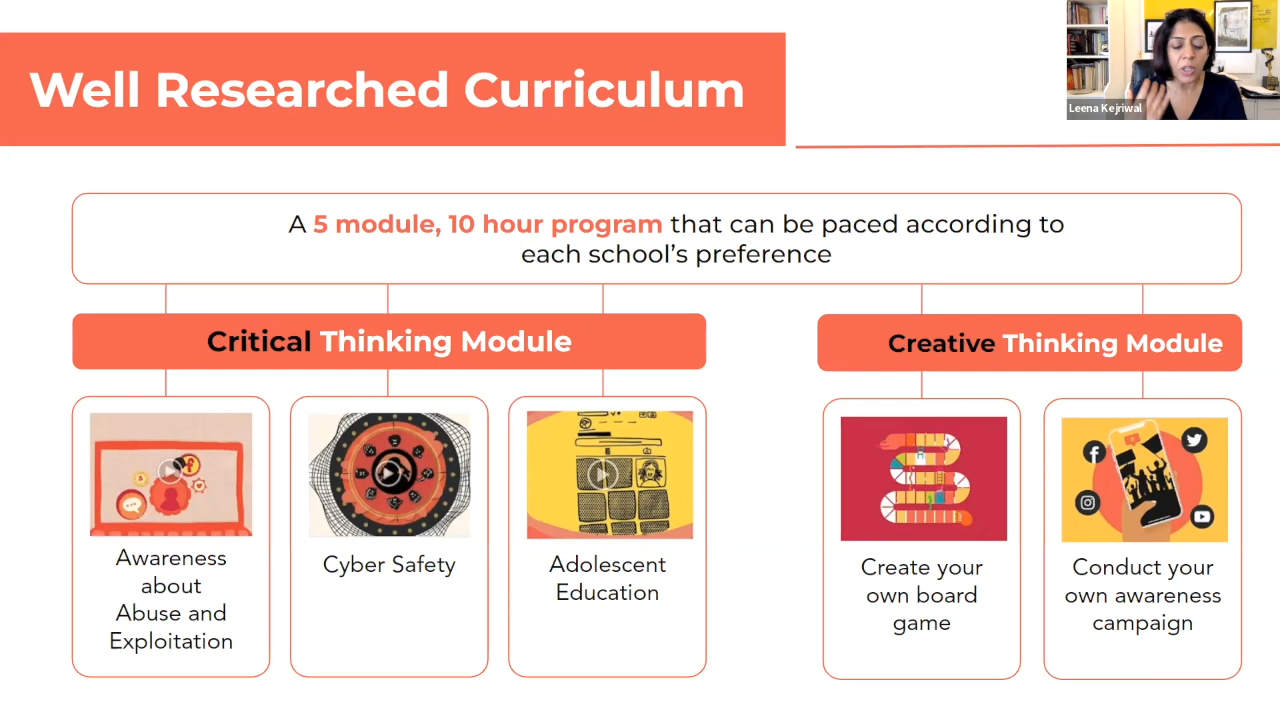 Well Researched Curriculum
Leena Kejriwal
A 5 module, 10 hour program that can be paced according to
each school's preference
Critical Thinking Module
Creative Thinking Module
Awareness
about
Abuse and
Exploitation
Cyber Safety
Adolescent
Education
Create your
own board
game
Conduct your
own awareness
campaign